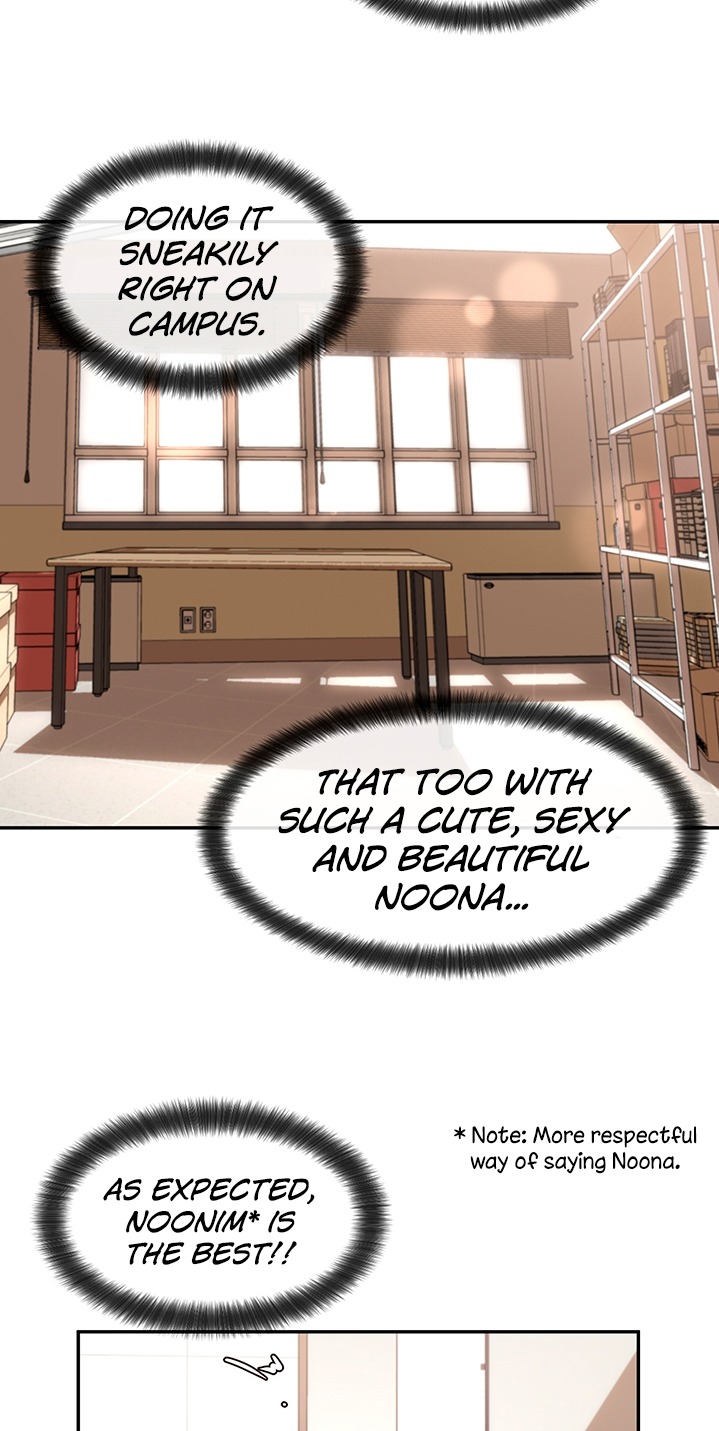 DOING IT
SNEAKILY
RIGHT ON
CAMPUS.
THAT TOO WITH
SUCH A CUTE, SEXY
AND BEAUTIFUL
NOONA...
* Note: More respectful
way of saying Noona.
AS EXPECTED,
NOONIM* IS
THE BEST!!